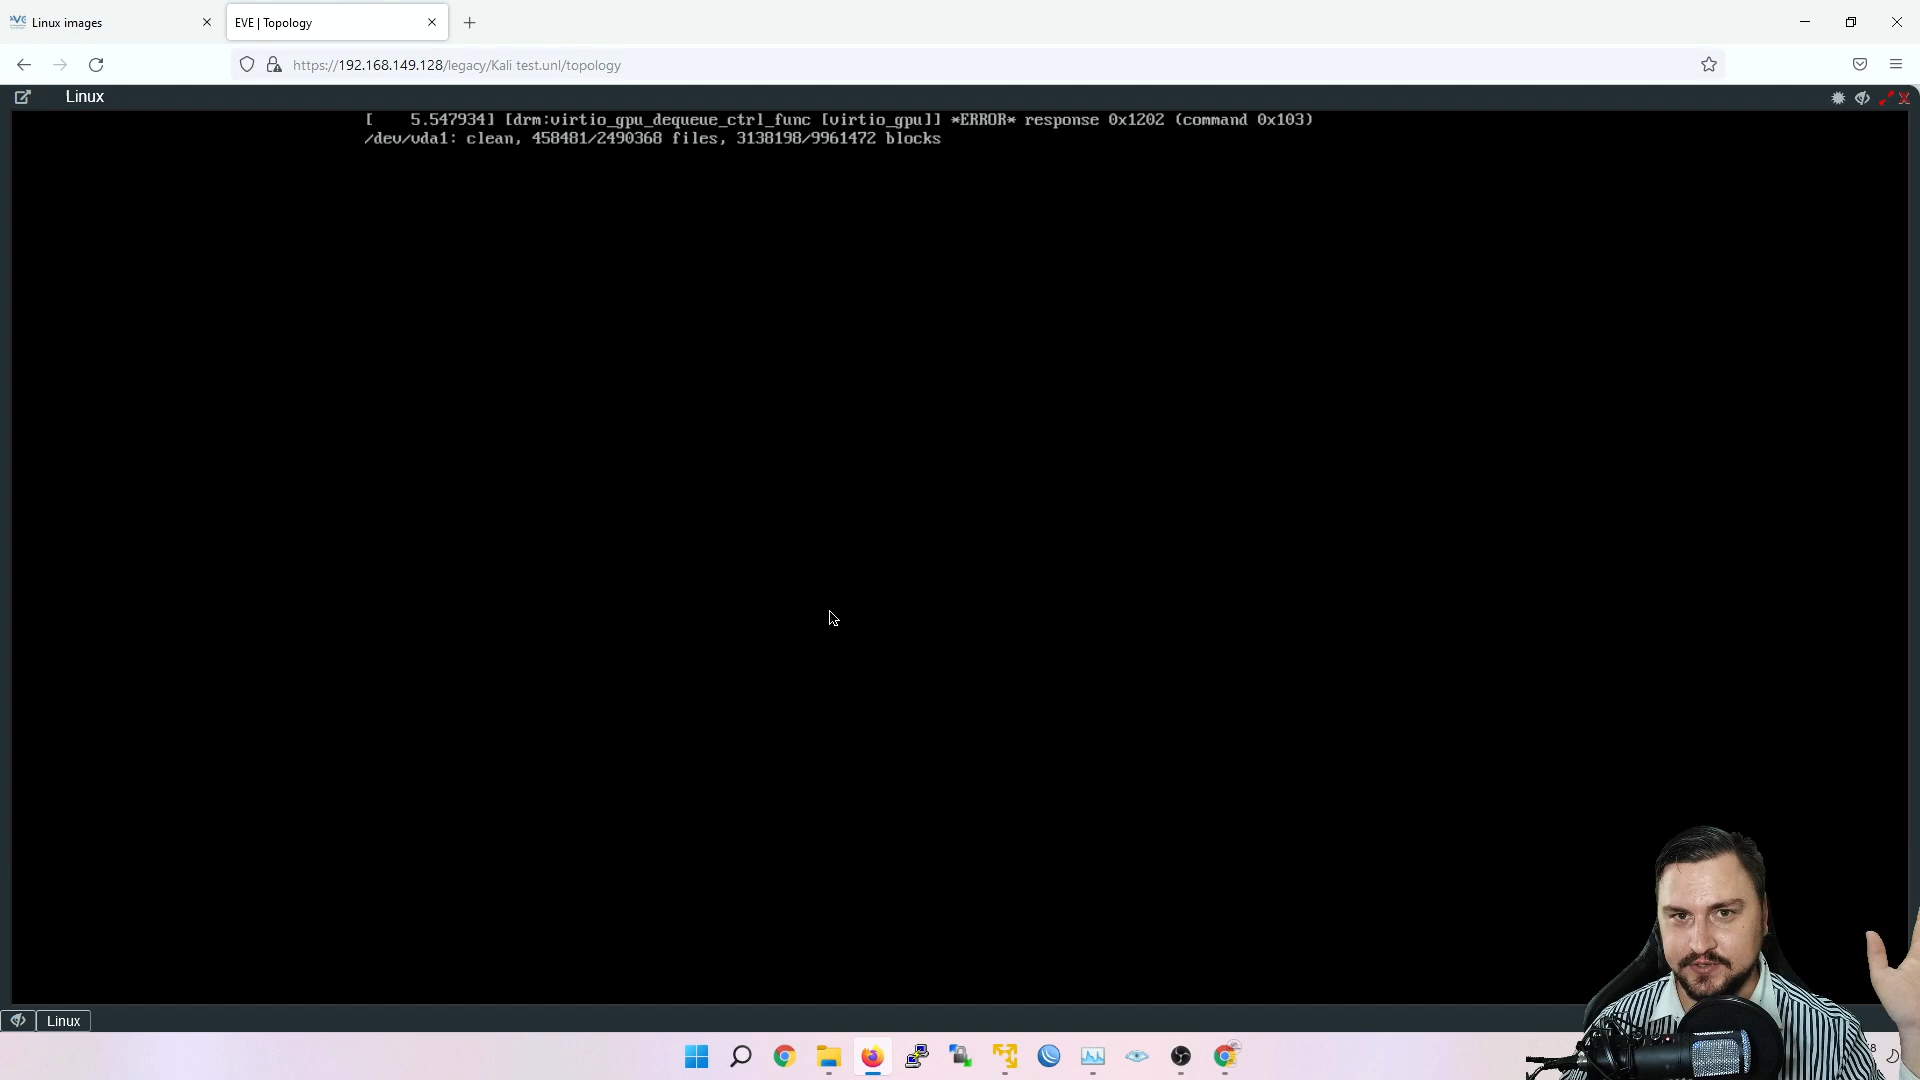 Linux images
EVE | Topology
https://192.168.149.128/legacy/Kali test.unl/topology
Linux
[    5.547934] [drm:virtio_gpu_dequeue_ctrl_func [virtio_gpu]] *ERROR* response 0x1202 (command 0x103)
/dev/vda1: clean, 458481/2490368 files, 3138198/9961472 blocks
Linux